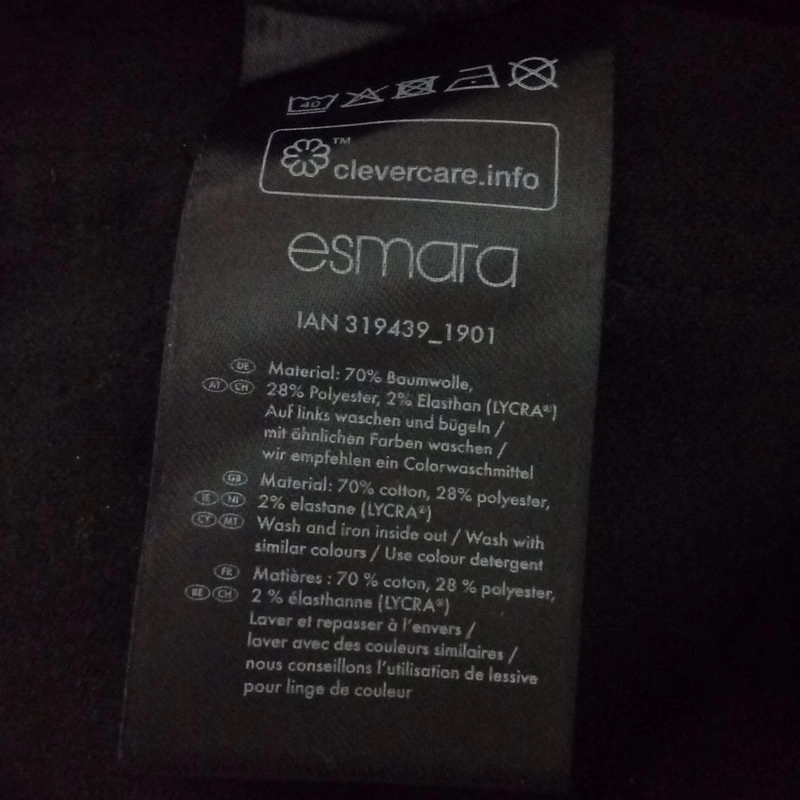 40
™
clevercare.info
esmara
IAN 319439_1901
DE Material: 70% Baumwolle,
AT CH 28% Polyester, 2% Elasthan (LYCRA®)
Auf links waschen und bügeln /
mit ähnlichen Farben waschen /
wir empfehlen ein Colorwaschmittel
GB Material: 70% cotton, 28% polyester,
IE NI 2% elastane (LYCRA®)
CY MT Wash and iron inside out / Wash with
similar colours / Use colour detergent
FR Matières : 70 % coton, 28 % polyester,
BE CH 2 % élasthanne (LYCRA®)
Laver et repasser à l'envers /
laver avec des couleurs similaires /
nous conseillons l'utilisation de lessive
pour linge de couleur